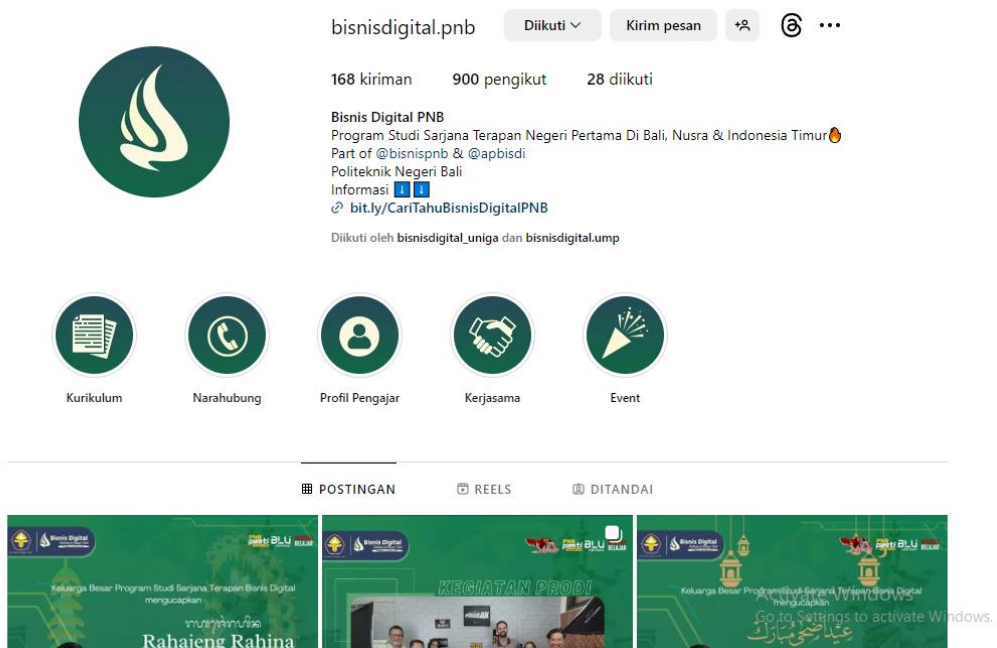 bisnisdigital.pnb Diikuti Kirim pesan
168 kiriman 900 pengikut 28 diikuti
Bisnis Digital PNB
Program Studi Sarjana Terapan Negeri Pertama Di Bali, Nusra & Indonesia Timur🔥
Part of @bisnispnb & @apbisdi
Politeknik Negeri Bali
Informasi ⬇️⬇️
bit.ly/CariTahuBisnisDigitalPNB
Diikuti oleh bisnisdigital_uniga dan bisnisdigital.ump
Kurikulum Narahubung Profil Pengajar Kerjasama Event
POSTINGAN REELS DITANDAI
Bisnis Digital BLU Bisnis Digital BLU BELAJAR Bisnis Digital BLU
Keluarga Besar Program Studi Sarjana Terapan Bisnis Digital
mengucapkan
Rahajeng Rahina
KEGIATAN PRODI
Keluarga Besar Program Studi Sarjana Terapan Bisnis Digital
mengucapkan
Activate Windows
Go to Settings to activate Windows.